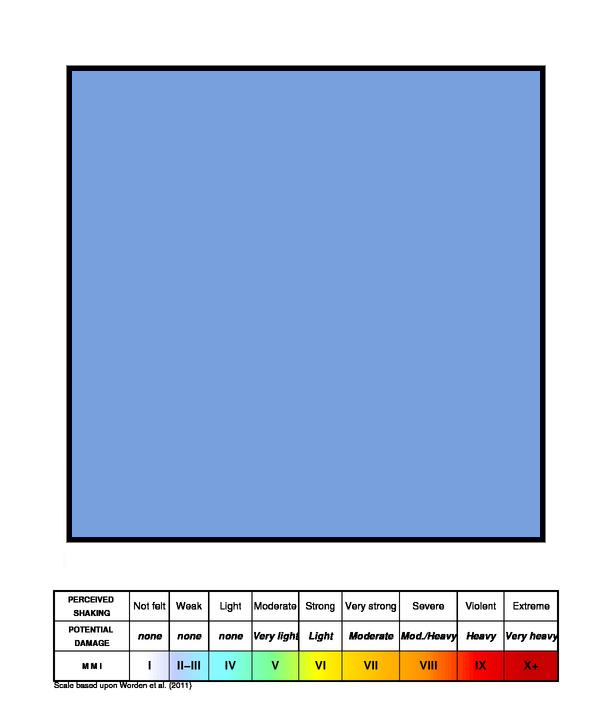 PERCEIVED SHAKING Not felt Weak Light Moderate Strong Very strong Severe Violent Extreme
POTENTIAL DAMAGE none none none Very light Light Moderate Mod./Heavy Heavy Very heavy
MMI I II–III IV V VI VII VIII IX X+
Scale based upon Worden et al. (2011)